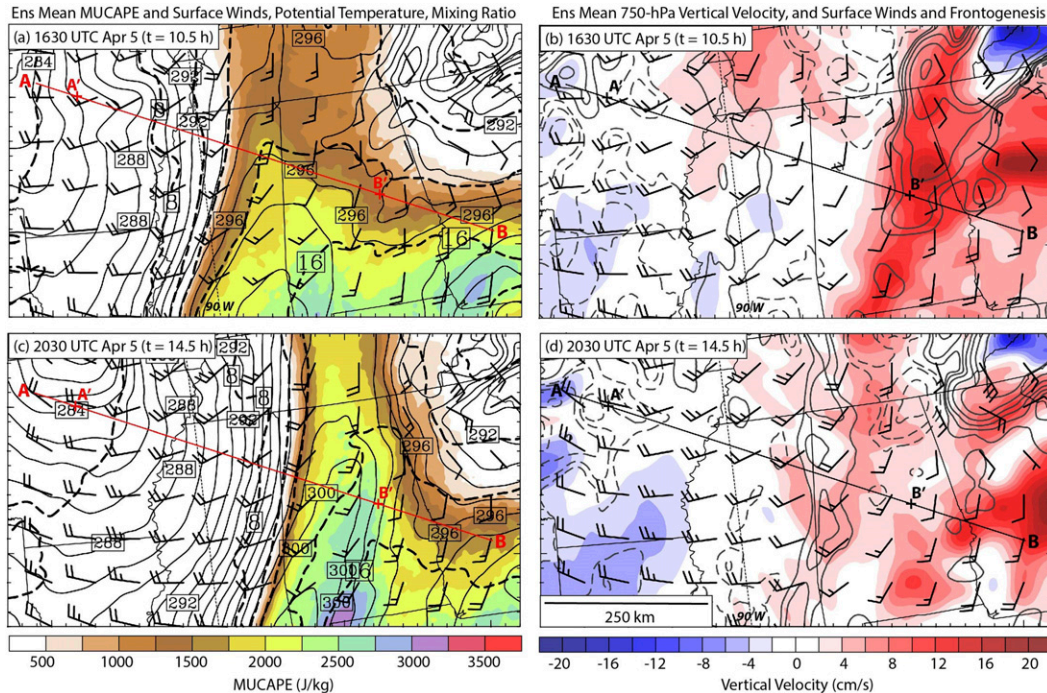 Ens Mean MUCAPE and Surface Winds, Potential Temperature, Mixing Ratio
Ens Mean 750-hPa Vertical Velocity, and Surface Winds and Frontogenesis
(a) 1630 UTC Apr 5 (t = 10.5 h)
296
284
292
A
A'
8
292
292
288
296
B'
288
8
296
296
296
B
16
16
90 W
(b) 1630 UTC Apr 5 (t = 10.5 h)
A
A'
B'
B
90 W
(c) 2030 UTC Apr 5 (t = 14.5 h)
292
8
A
A'
284
288
8
292
296
292
288
300
B'
296
8
296
B
288
300
300
16
292
300
(d) 2030 UTC Apr 5 (t = 14.5 h)
A
A'
B'
B
250 km
90 W
500 1000 1500 2000 2500 3000 3500
MUCAPE (J/kg)
-20 -16 -12 -8 -4 0 4 8 12 16 20
Vertical Velocity (cm/s)